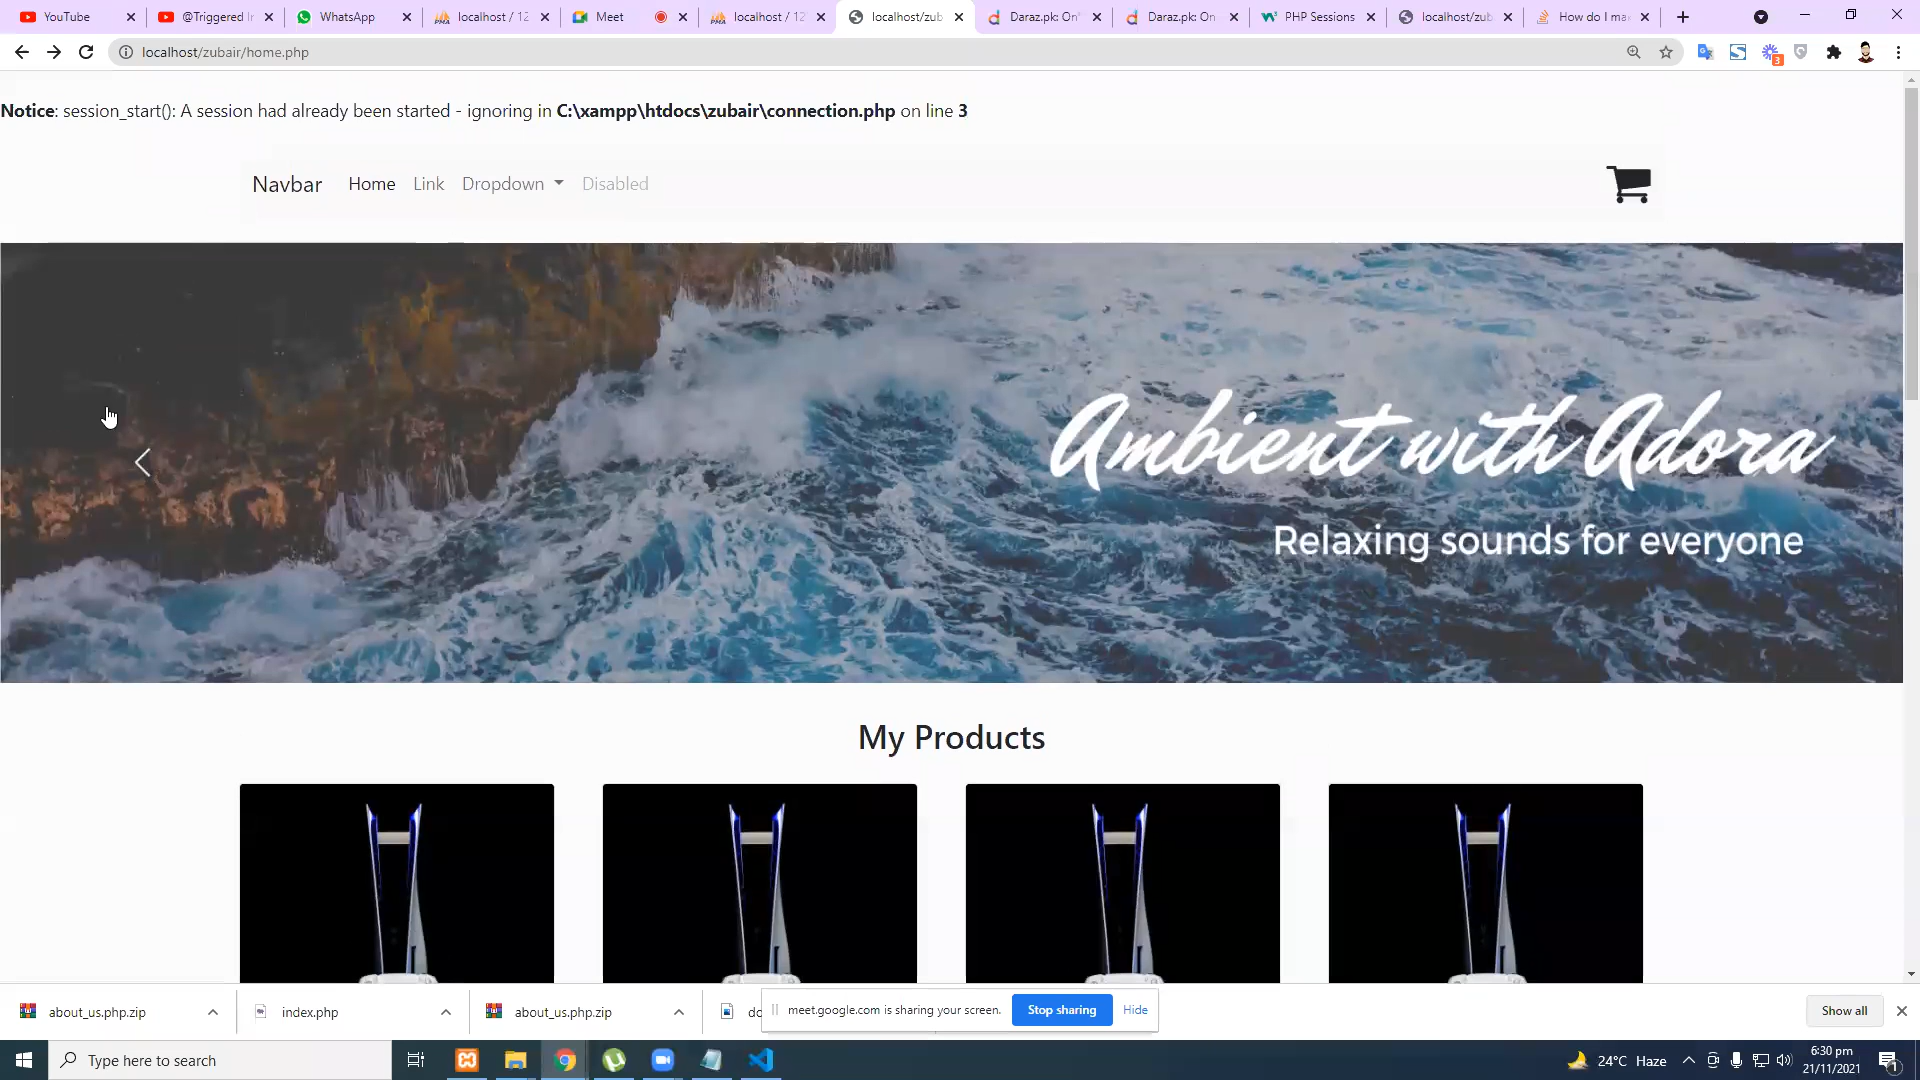 YouTube
@Triggered Ir
WhatsApp
localhost / 12
Meet
localhost / 12
localhost/zub
Daraz.pk: On
Daraz.pk: On
PHP Sessions
localhost/zub
How do I ma
localhost/zubair/home.php
3
Notice: session_start(): A session had already been started - ignoring in C:\xampp\htdocs\zubair\connection.php on line 3
Navbar Home Link Dropdown Disabled
Ambient with Adora
Relaxing sounds for everyone
My Products
about_us.php.zip
index.php
about_us.php.zip
do
meet.google.com is sharing your screen.
Stop sharing
Hide
Show all
Type here to search
24°C Haze
6:30 pm
21/11/2021
1